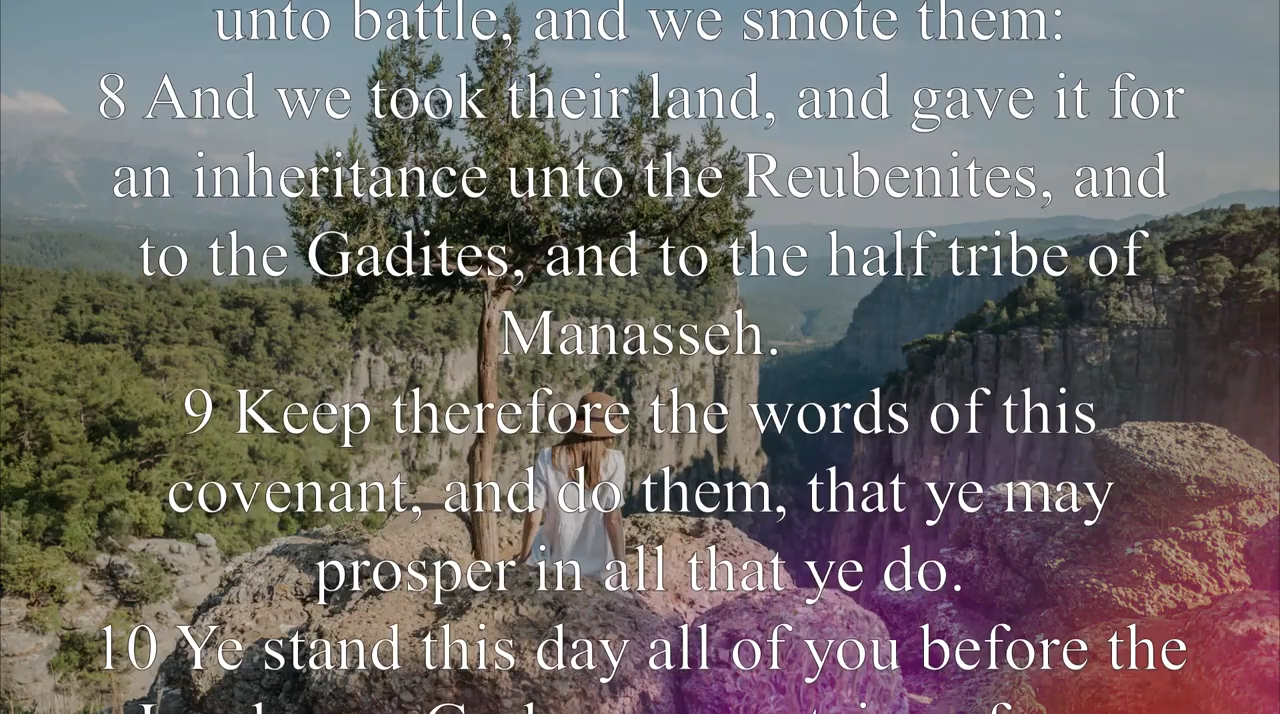 unto battle, and we smote them:
8 And we took their land, and gave it for
an inheritance unto the Reubenites, and
to the Gadites, and to the half tribe of
Manasseh.
9 Keep therefore the words of this
covenant, and do them, that ye may
prosper in all that ye do.
10 Ye stand this day all of you before the